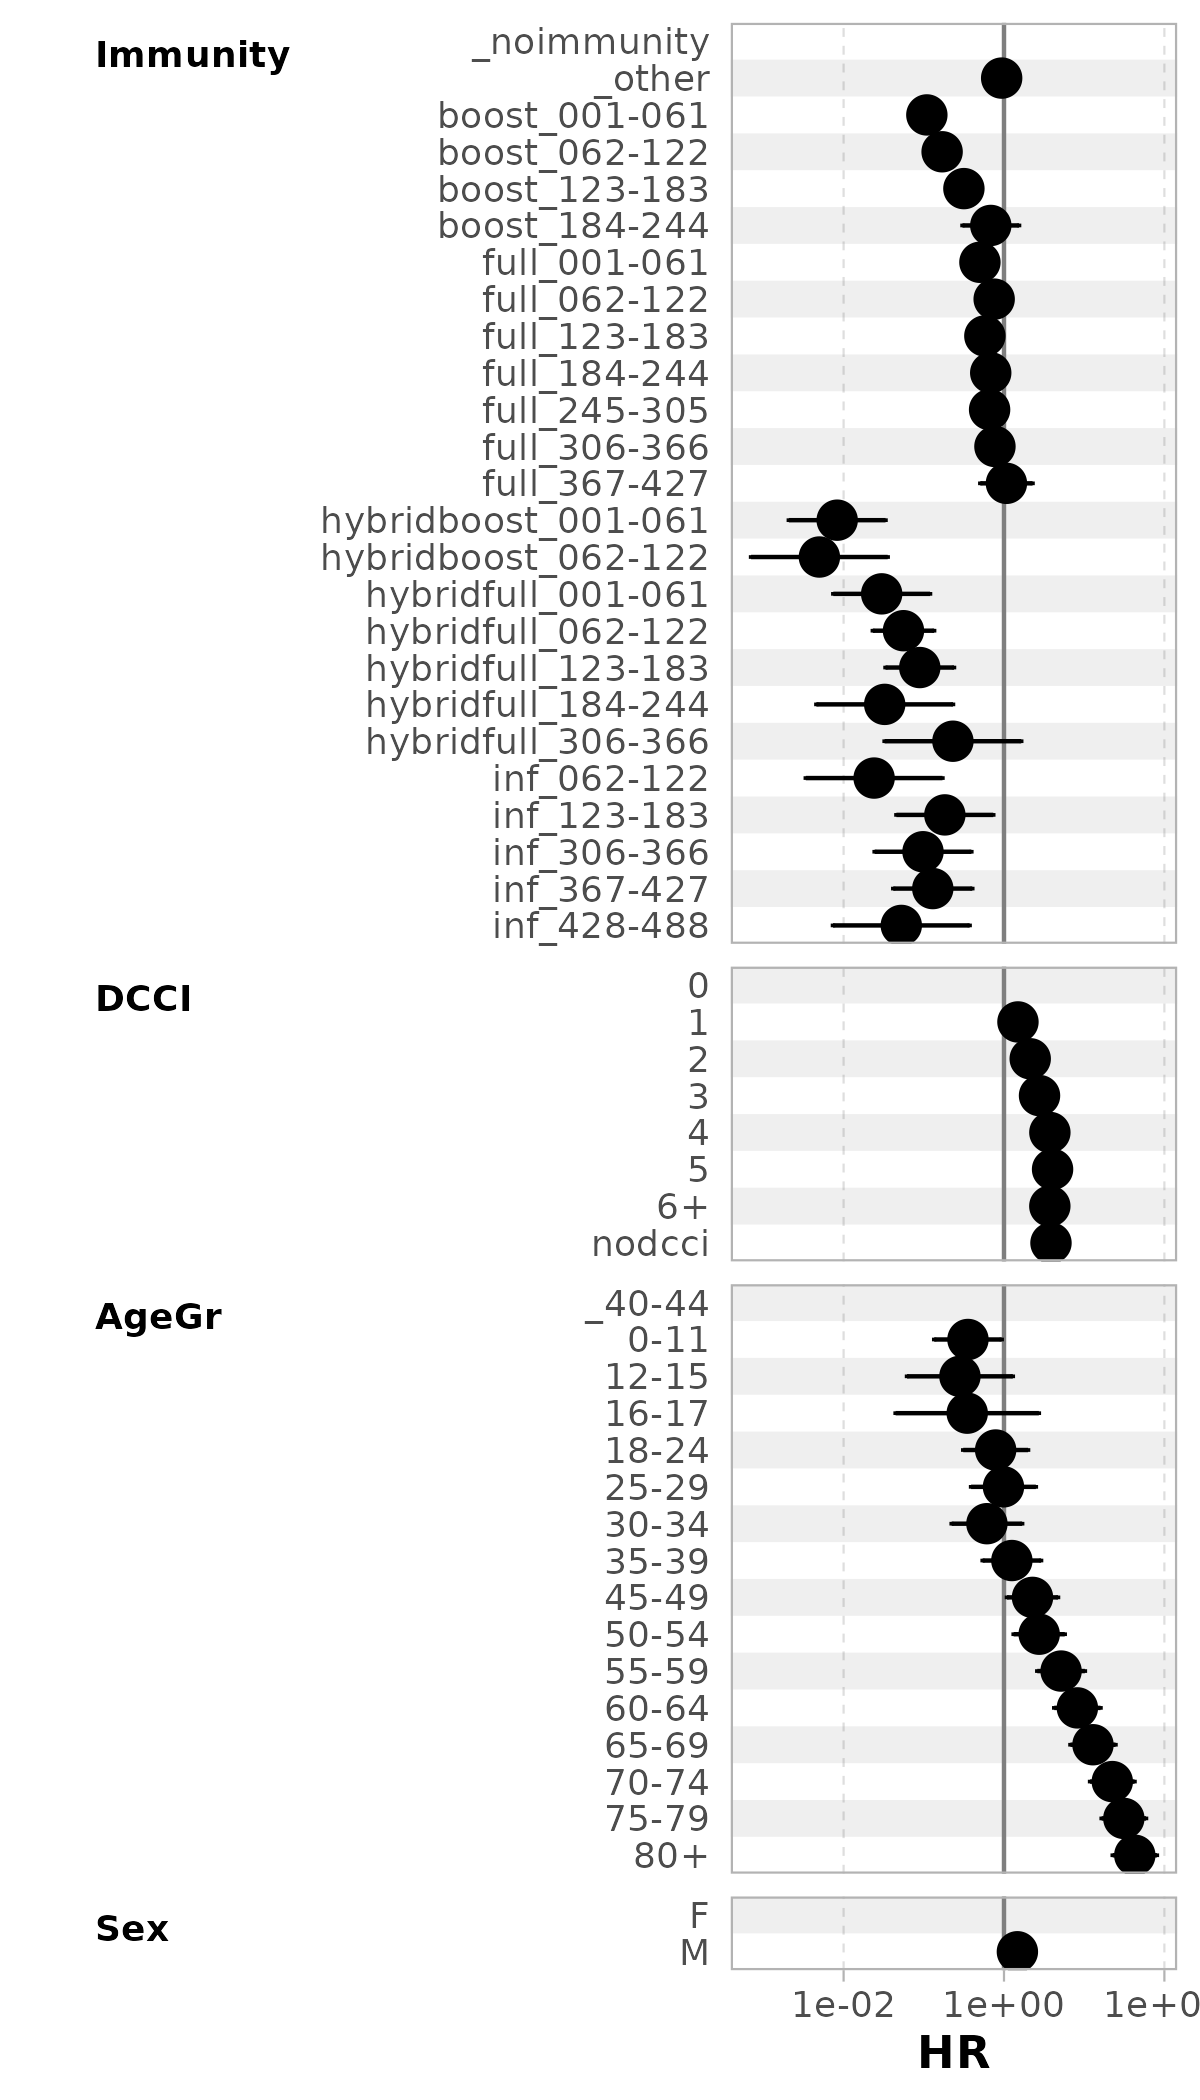 Immunity
_noimmunity
_other
boost_001-061
boost_062-122
boost_123-183
boost_184-244
full_001-061
full_062-122
full_123-183
full_184-244
full_245-305
full_306-366
full_367-427
hybridboost_001-061
hybridboost_062-122
hybridfull_001-061
hybridfull_062-122
hybridfull_123-183
hybridfull_184-244
hybridfull_306-366
inf_062-122
inf_123-183
inf_306-366
inf_367-427
inf_428-488
DCCI
0
1
2
3
4
5
6+
nodcci
AgeGr
_40-44
0-11
12-15
16-17
18-24
25-29
30-34
35-39
45-49
50-54
55-59
60-64
65-69
70-74
75-79
80+
Sex
F
M
1e-02 1e+00 1e+0
HR